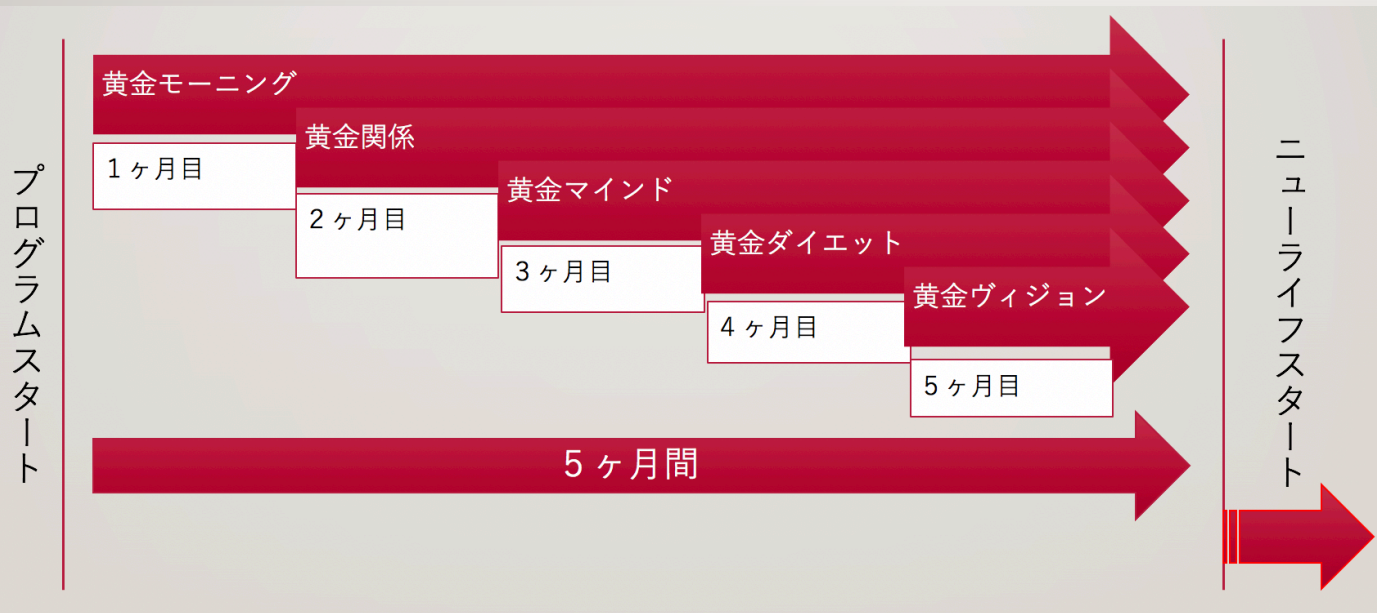 プログラムスタート
黄金モーニング
1ヶ月目
黄金関係
2ヶ月目
黄金マインド
3ヶ月目
黄金ダイエット
4ヶ月目
黄金ヴィジョン
5ヶ月目
5ヶ月間
ニューライフスタート